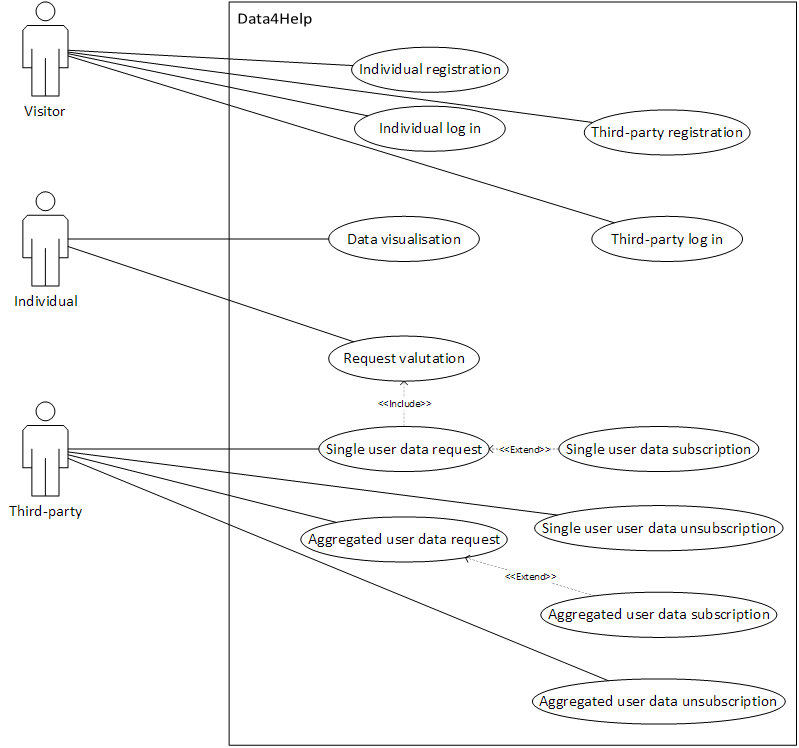 Data4Help
Individual registration
Visitor
Individual log in
Third-party registration
Data visualisation
Third-party log in
Individual
Request valutation
<<Include>>
Single user data request
<<Extend>>
Single user data subscription
Third-party
Single user user data unsubscription
Aggregated user data request
<<Extend>>
Aggregated user data subscription
Aggregated user data unsubscription